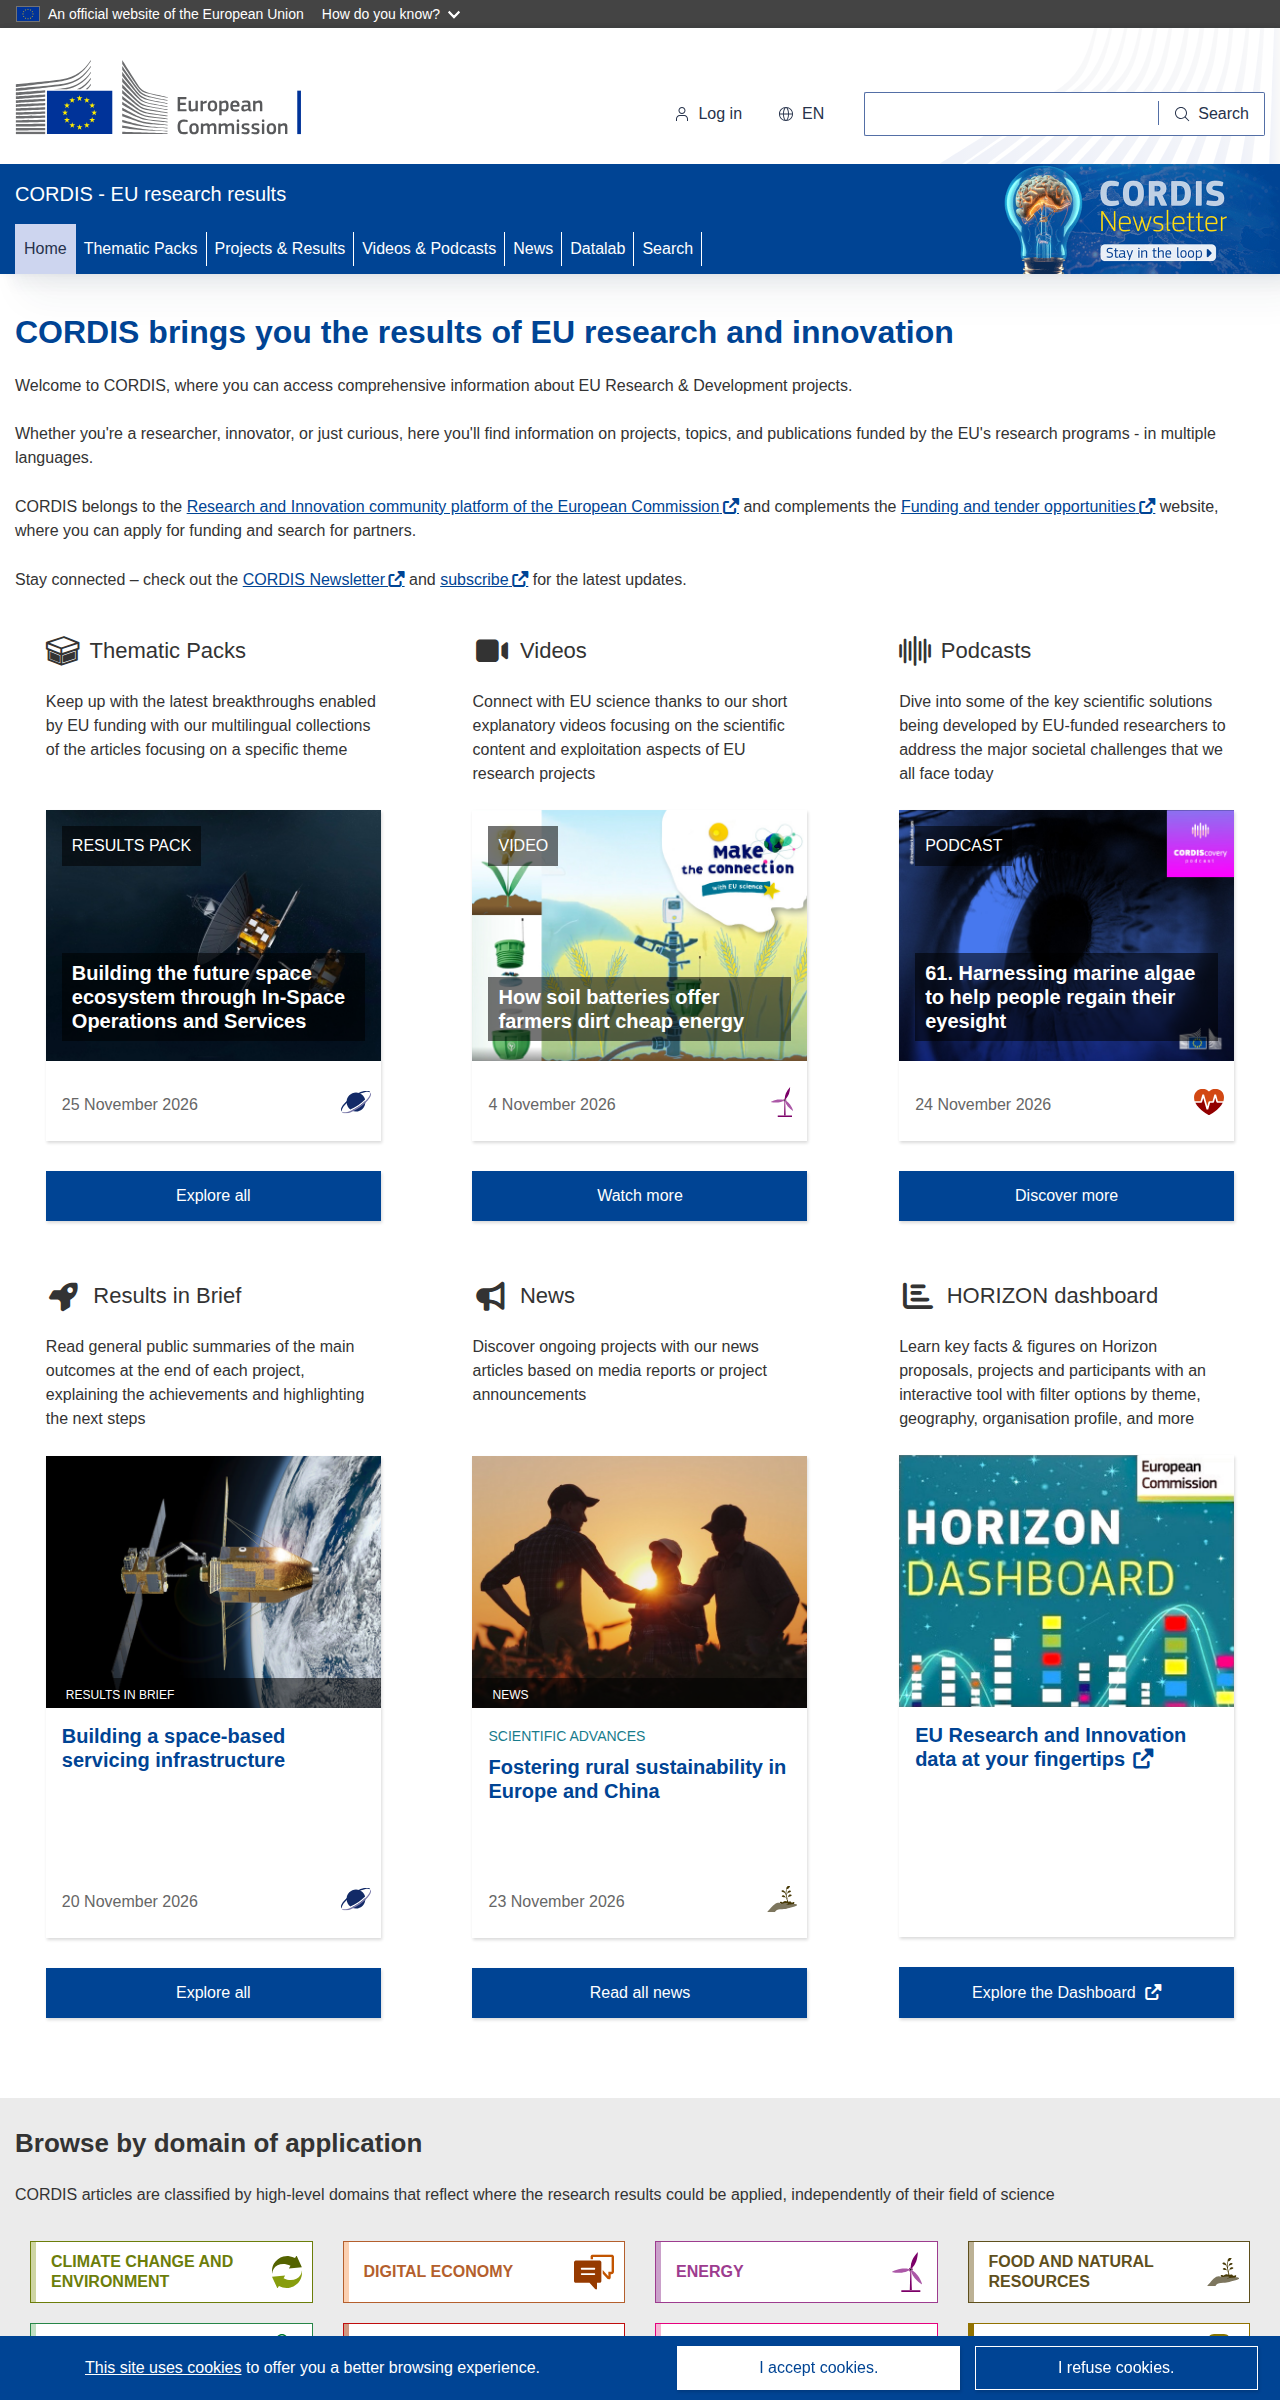 An official website of the European Union How do you know?
European
Commission
Log in
EN
Search
CORDIS - EU research results
CORDIS
Newsletter
Stay in the loop
Home
Thematic Packs
Projects & Results
Videos & Podcasts
News
Datalab
Search
CORDIS brings you the results of EU research and innovation
Welcome to CORDIS, where you can access comprehensive information about EU Research & Development projects.
Whether you're a researcher, innovator, or just curious, here you'll find information on projects, topics, and publications funded by the EU's research programs - in multiple
languages.
CORDIS belongs to the Research and Innovation community platform of the European Commission and complements the Funding and tender opportunities website,
where you can apply for funding and search for partners.
Stay connected – check out the CORDIS Newsletter and subscribe for the latest updates.
Thematic Packs
Keep up with the latest breakthroughs enabled
by EU funding with our multilingual collections
of the articles focusing on a specific theme
RESULTS PACK
Building the future space
ecosystem through In-Space
Operations and Services
25 November 2026
Explore all
Videos
Connect with EU science thanks to our short
explanatory videos focusing on the scientific
content and exploitation aspects of EU
research projects
VIDEO
Make
the connection
with EU science
How soil batteries offer
farmers dirt cheap energy
4 November 2026
Watch more
Podcasts
Dive into some of the key scientific solutions
being developed by EU-funded researchers to
address the major societal challenges that we
all face today
PODCAST
CORDIScovery
podcast
61. Harnessing marine algae
to help people regain their
eyesight
24 November 2026
Discover more
Results in Brief
Read general public summaries of the main
outcomes at the end of each project,
explaining the achievements and highlighting
the next steps
RESULTS IN BRIEF
Building a space-based
servicing infrastructure
20 November 2026
Explore all
News
Discover ongoing projects with our news
articles based on media reports or project
announcements
NEWS
SCIENTIFIC ADVANCES
Fostering rural sustainability in
Europe and China
23 November 2026
Read all news
HORIZON dashboard
Learn key facts & figures on Horizon
proposals, projects and participants with an
interactive tool with filter options by theme,
geography, organisation profile, and more
European
Commission
HORIZON
DASHBOARD
EU Research and Innovation
data at your fingertips
Explore the Dashboard
Browse by domain of application
CORDIS articles are classified by high-level domains that reflect where the research results could be applied, independently of their field of science
CLIMATE CHANGE AND
ENVIRONMENT
DIGITAL ECONOMY
ENERGY
FOOD AND NATURAL
RESOURCES
This site uses cookies to offer you a better browsing experience.
I accept cookies.
I refuse cookies.